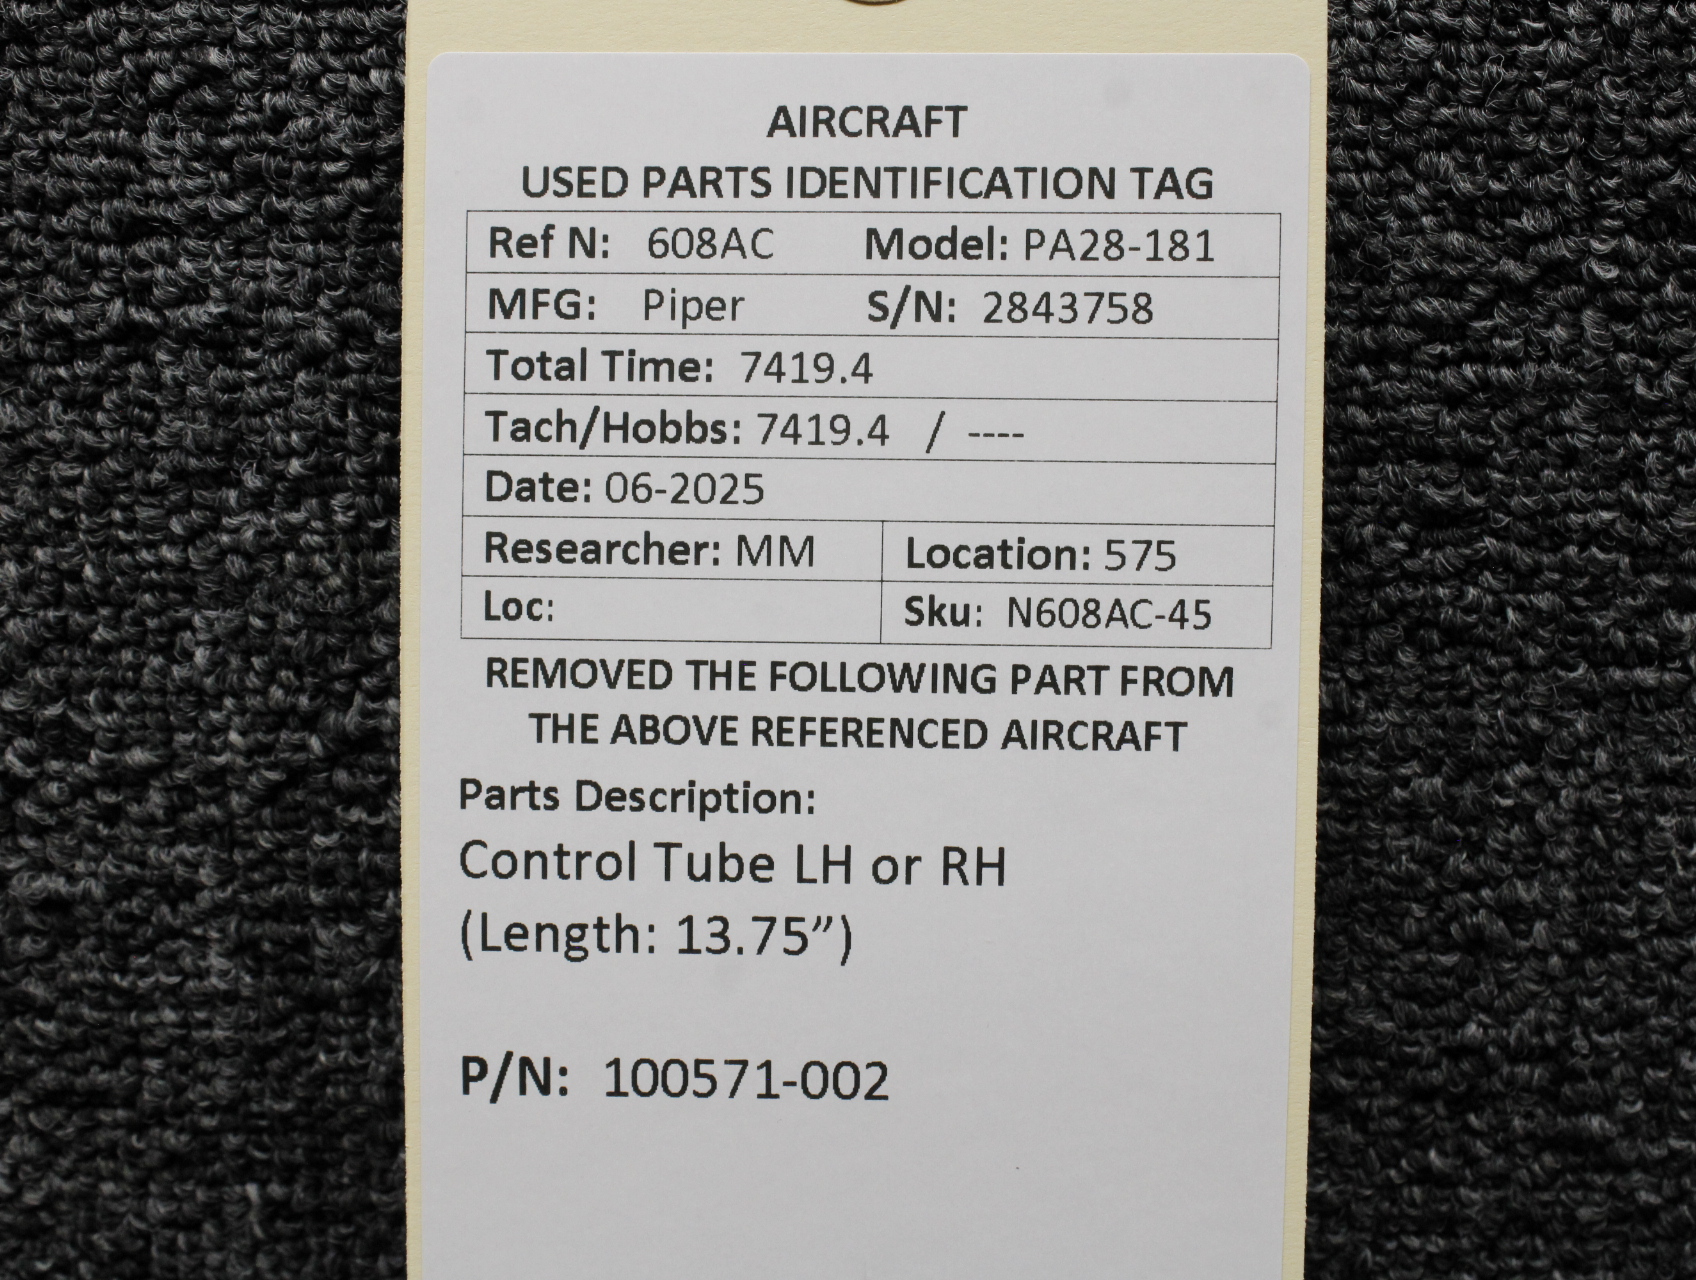 AIRCRAFT
USED PARTS IDENTIFICATION TAG
Ref N: 608AC Model: PA28-181
MFG: Piper S/N: 2843758
Total Time: 7419.4
Tach/Hobbs: 7419.4 / ----
Date: 06-2025
Researcher: MM Location: 575
Loc: Sku: N608AC-45
REMOVED THE FOLLOWING PART FROM
THE ABOVE REFERENCED AIRCRAFT
Parts Description:
Control Tube LH or RH
(Length: 13.75”)
P/N: 100571-002